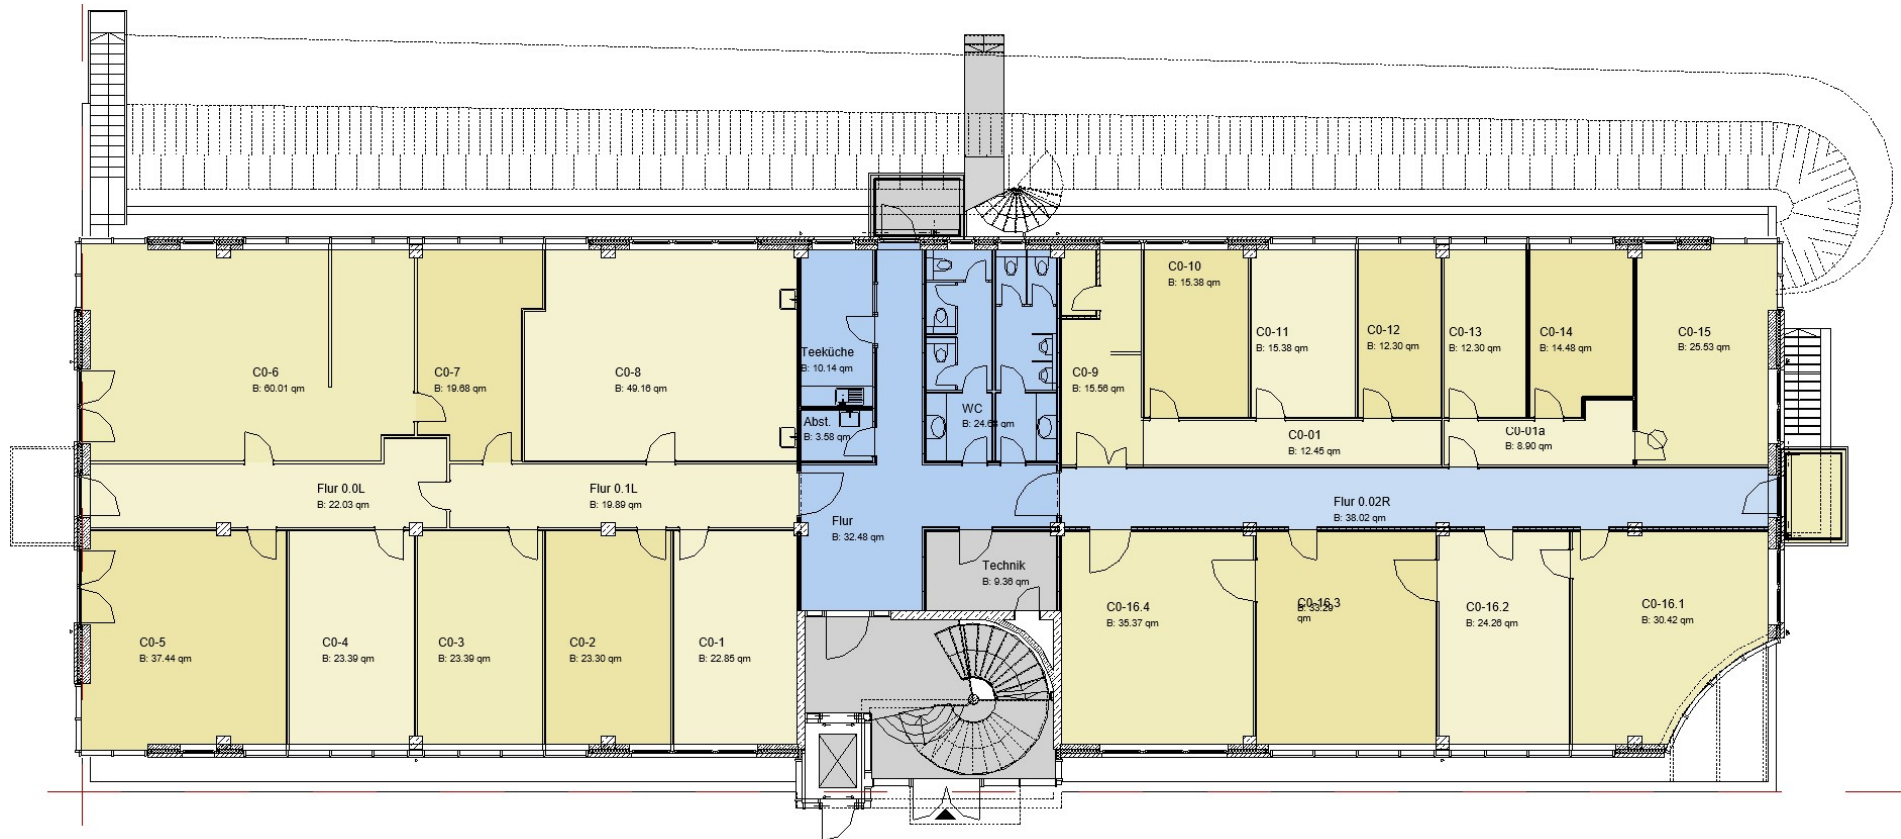 C0-6
B: 60.01 qm
C0-7
B: 19.68 qm
C0-8
B: 49.16 qm
Teeküche
B: 10.14 qm
Abst.
B: 3.58 qm
WC
C0-9
B: 15.56 qm
C0-10
B: 15.38 qm
C0-11
B: 15.38 qm
C0-12
B: 12.30 qm
C0-13
B: 12.30 qm
C0-14
B: 14.48 qm
C0-15
B: 25.53 qm
C0-01
B: 12.45 qm
C0-01a
B: 8.90 qm
Flur 0.0L
B: 22.03 qm
Flur 0.1L
B: 19.89 qm
Flur
B: 32.48 qm
Flur 0.02R
B: 38.02 qm
Technik
B: 9.36 qm
C0-5
B: 37.44 qm
C0-4
B: 23.39 qm
C0-3
B: 23.39 qm
C0-2
B: 23.30 qm
C0-1
B: 22.85 qm
C0-16.4
B: 35.37 qm
C0-16.3
qm
C0-16.2
B: 24.26 qm
C0-16.1
B: 30.42 qm